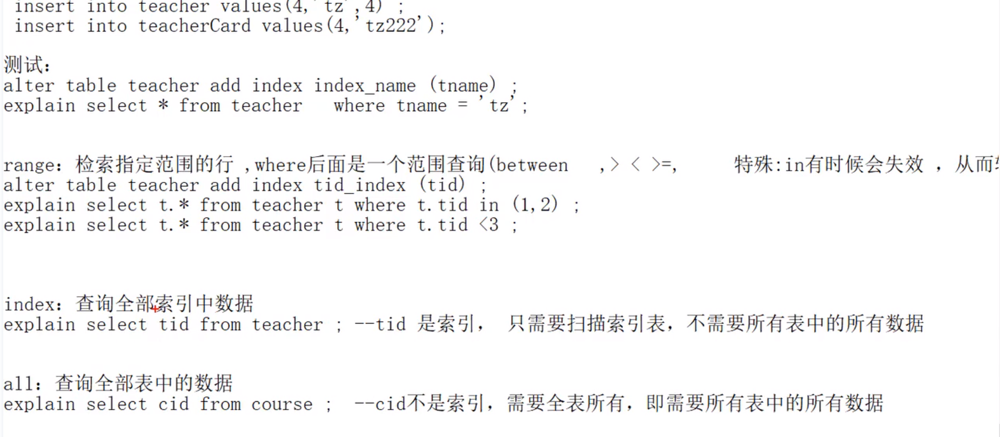 insert into teacher values(4,'tz',4) ;
insert into teacherCard values(4,'tz222');
测试：
alter table teacher add index index_name (tname) ;
explain select * from teacher   where tname = 'tz';
range：检索指定范围的行 ,where后面是一个范围查询(between   ,> < >=,     特殊:in有时候会失效 ，从而
alter table teacher add index tid_index (tid) ;
explain select t.* from teacher t where t.tid in (1,2) ;
explain select t.* from teacher t where t.tid <3 ;
index：查询全部索引中数据
explain select tid from teacher ; --tid 是索引， 只需要扫描索引表，不需要所有表中的所有数据
all：查询全部表中的数据
explain select cid from course ;  --cid不是索引，需要全表所有，即需要所有表中的所有数据